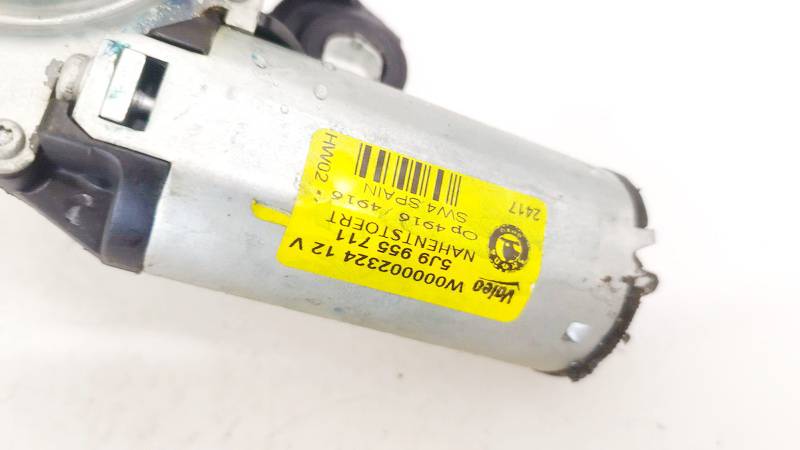 Valeo W000002324 12 V
5J9 955 711
NAHENTSTOERT
Op 4916 / 4916
SW4 SPAIN
HW02
2417